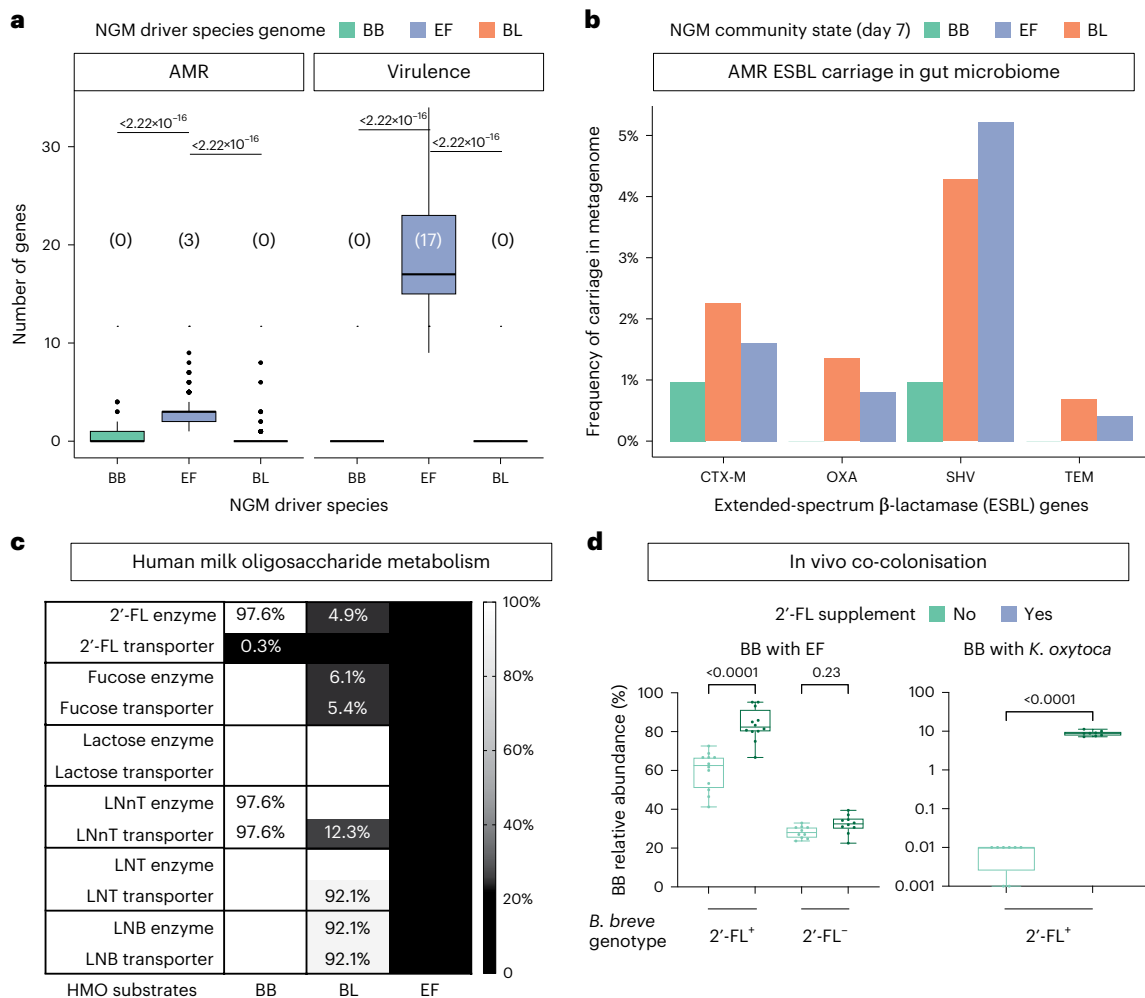 a
NGM driver species genome BB EF BL
AMR Virulence
Number of genes
30
20
10
0
<2.22×10−16
<2.22×10−16
<2.22×10−16
<2.22×10−16
(0) (3) (0) (0) (17) (0)
BB EF BL BB EF BL
NGM driver species
b
NGM community state (day 7) BB EF BL
AMR ESBL carriage in gut microbiome
Frequency of carriage in metagenome
5%
4%
3%
2%
1%
0%
CTX-M OXA SHV TEM
Extended-spectrum β-lactamase (ESBL) genes
c
Human milk oligosaccharide metabolism
2′-FL enzyme 97.6% 4.9%
2′-FL transporter 0.3%
Fucose enzyme 6.1%
Fucose transporter 5.4%
Lactose enzyme
Lactose transporter
LNnT enzyme 97.6%
LNnT transporter 97.6% 12.3%
LNT enzyme
LNT transporter 92.1%
LNB enzyme 92.1%
LNB transporter 92.1%
HMO substrates BB BL EF
100%
80%
60%
40%
20%
0
d
In vivo co-colonisation
2′-FL supplement No Yes
BB with EF
BB relative abundance (%)
100
80
60
40
20
0
<0.0001 0.23
B. breve
genotype
2′-FL+ 2′-FL−
BB with K. oxytoca
100
10
1
0.1
0.01
0.001
<0.0001
2′-FL+